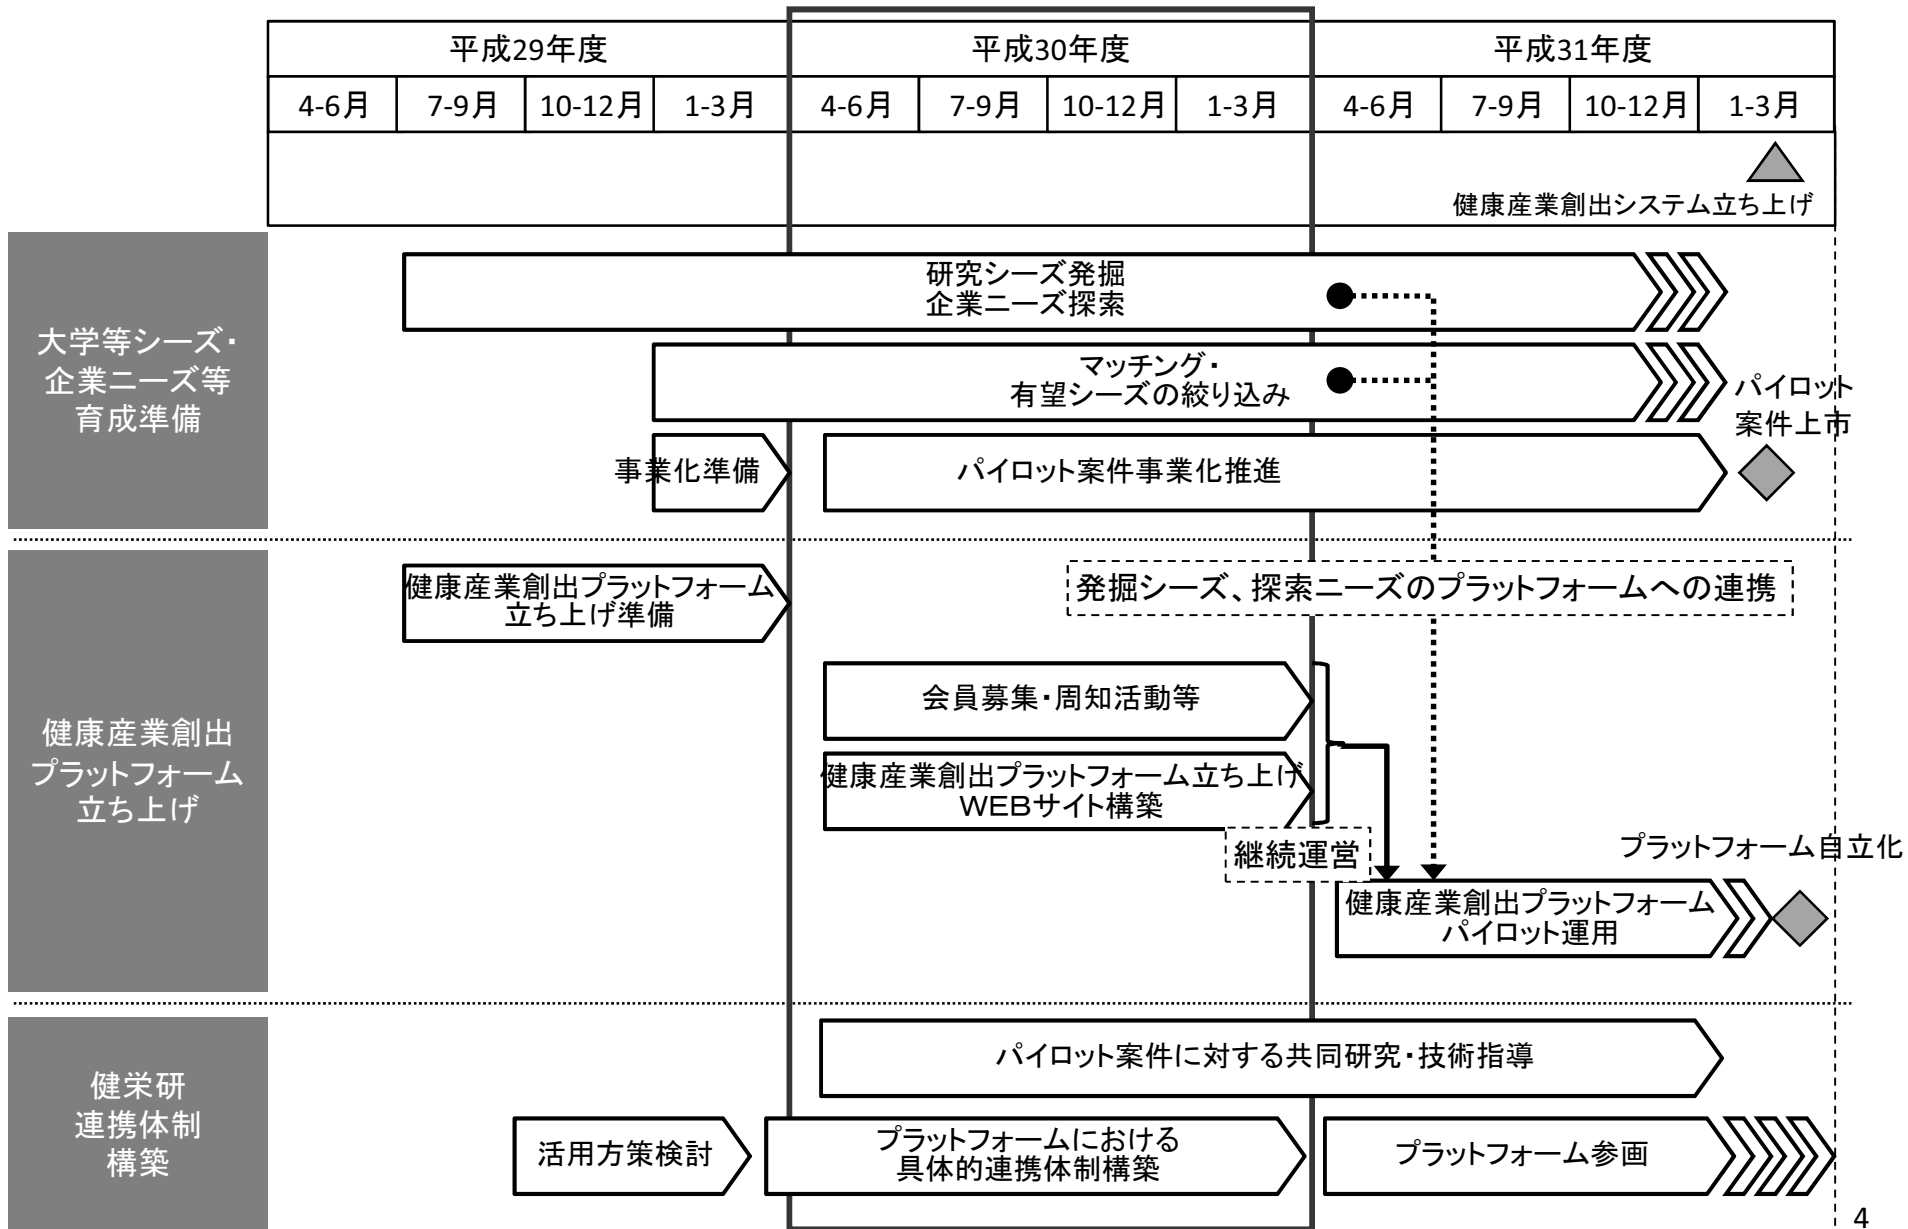 平成29年度
平成30年度
平成31年度
4-6月
7-9月
10-12月
1-3月
4-6月
7-9月
10-12月
1-3月
4-6月
7-9月
10-12月
1-3月
健康産業創出システム立ち上げ
大学等シーズ・
企業ニーズ等
育成準備
研究シーズ発掘
企業ニーズ探索
マッチング・
有望シーズの絞り込み
パイロット
案件上市
事業化準備
パイロット案件事業化推進
健康産業創出
プラットフォーム
立ち上げ
健康産業創出プラットフォーム
立ち上げ準備
発掘シーズ、探索ニーズのプラットフォームへの連携
会員募集・周知活動等
健康産業創出プラットフォーム立ち上げ
WEBサイト構築
継続運営
プラットフォーム自立化
健康産業創出プラットフォーム
パイロット運用
健栄研
連携体制
構築
パイロット案件に対する共同研究・技術指導
活用方策検討
プラットフォームにおける
具体的連携体制構築
プラットフォーム参画
4